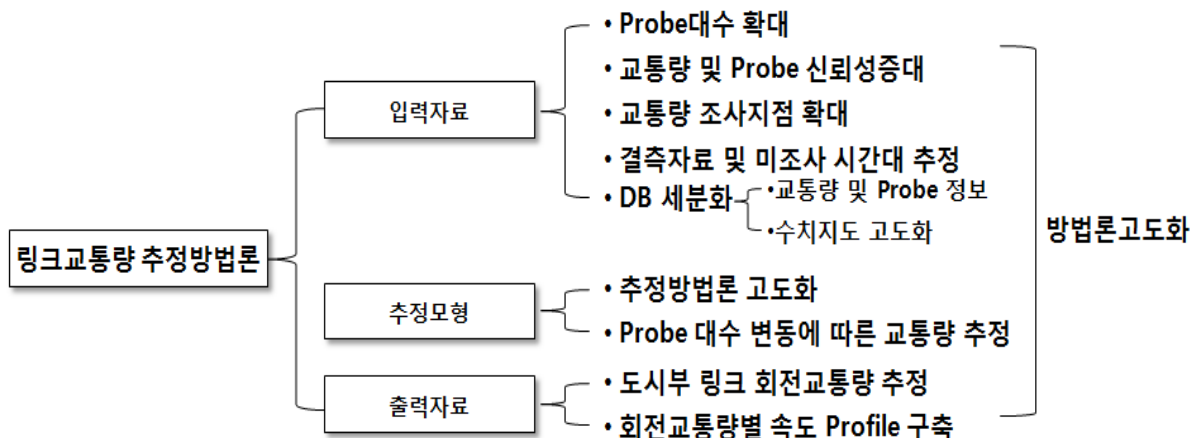 링크교통량 추정방법론
입력자료
• Probe대수 확대
• 교통량 및 Probe 신뢰성증대
• 교통량 조사지점 확대
• 결측자료 및 미조사 시간대 추정
• DB 세분화
•교통량 및 Probe 정보
•수치지도 고도화
추정모형
• 추정방법론 고도화
• Probe 대수 변동에 따른 교통량 추정
출력자료
• 도시부 링크 회전교통량 추정
• 회전교통량별 속도 Profile 구축
방법론고도화